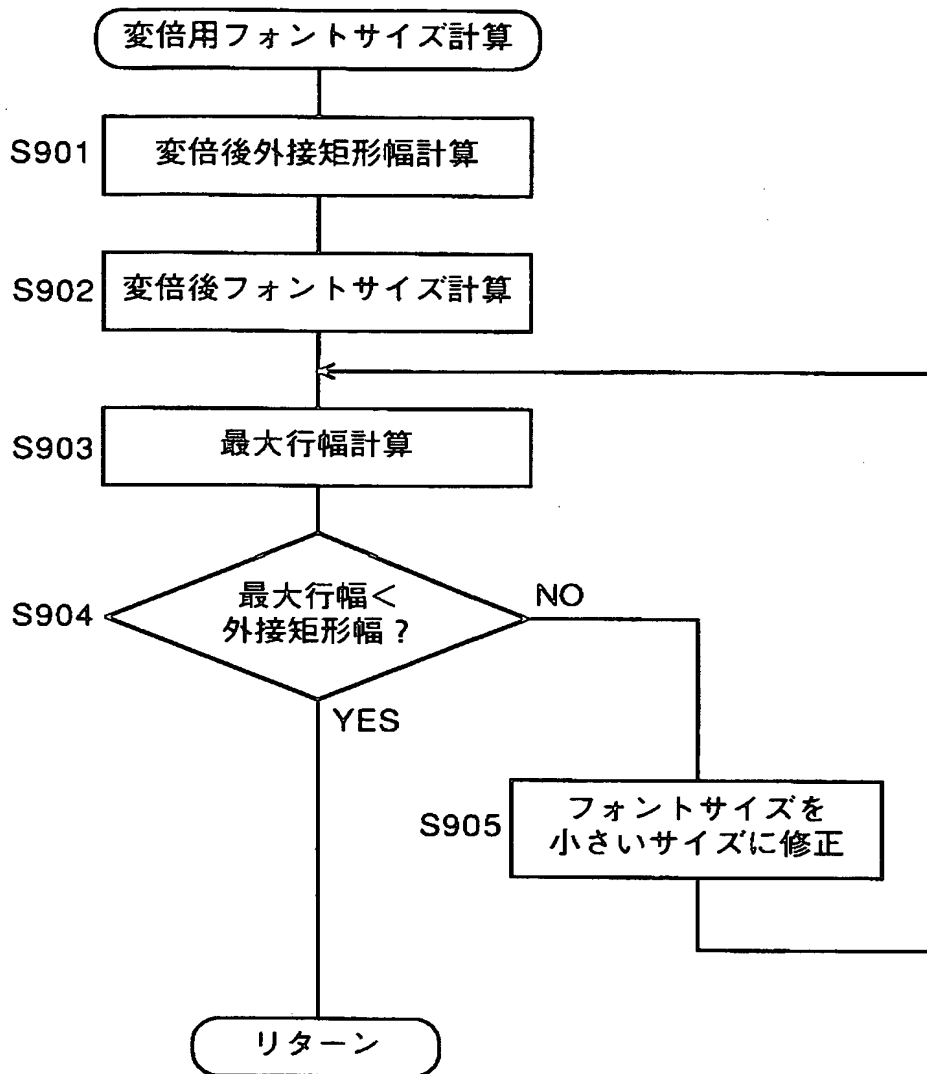 変倍用フォントサイズ計算
S901 変倍後外接矩形幅計算
S902 変倍後フォントサイズ計算
S903 最大行幅計算
S904 最大行幅<
外接矩形幅?
NO
YES
S905 フォントサイズを
小さいサイズに修正
リターン